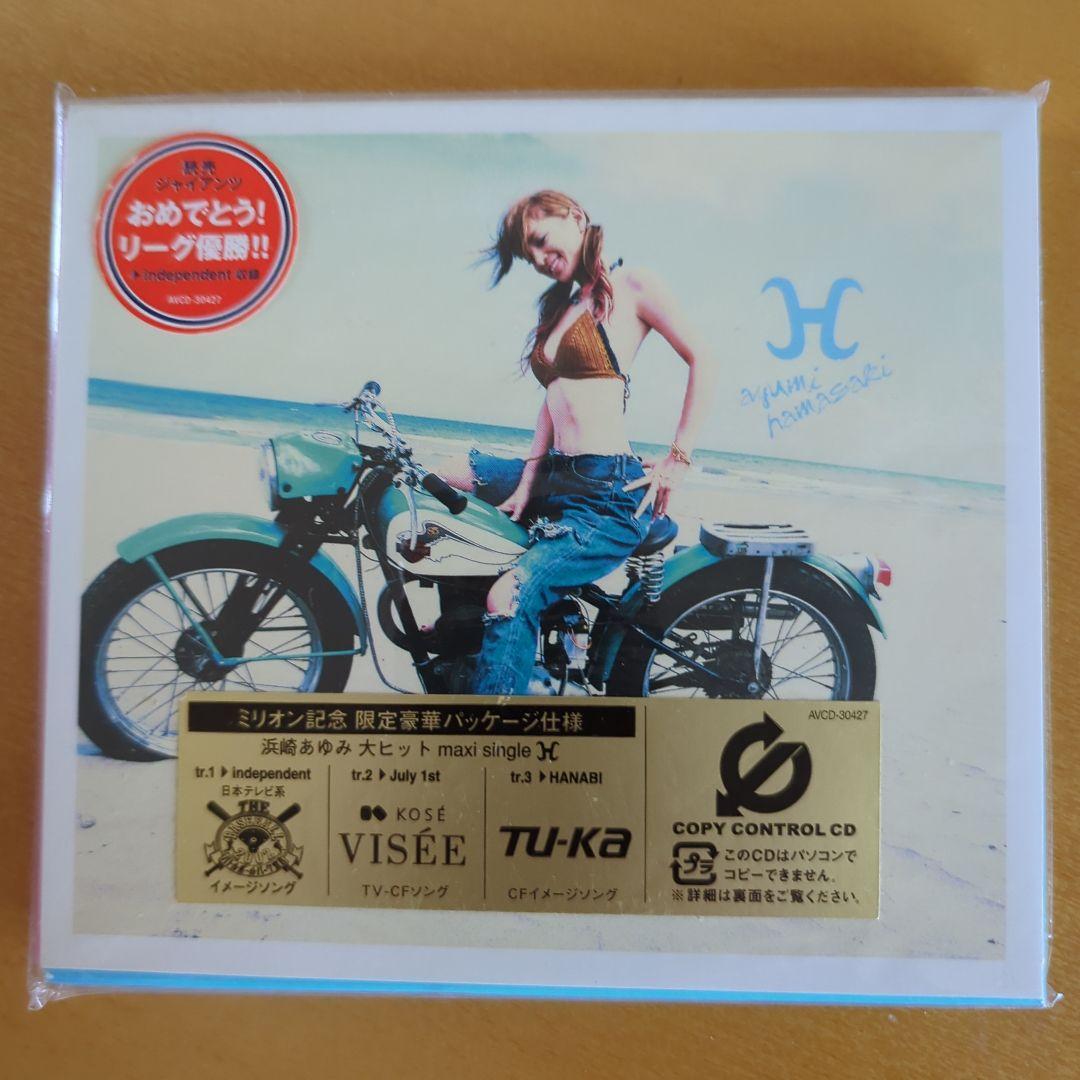 読売
ジャイアンツ
おめでとう!
リーグ優勝!!
▶independent 収録
AVCD-30427
H
ayumi
hamasaki
ミリオン記念 限定豪華パッケージ仕様
浜崎あゆみ 大ヒット maxi single H
tr.1▶independent
日本テレビ系
THE
イメージソング
tr.2▶July 1st
KOSÉ
VISÉE
TV-CFソング
tr.3▶HANABI
TU-KA
CFイメージソング
AVCD-30427
COPY CONTROL CD
プラ
このCDはパソコンで
コピーできません。
※詳細は裏面をご覧ください。